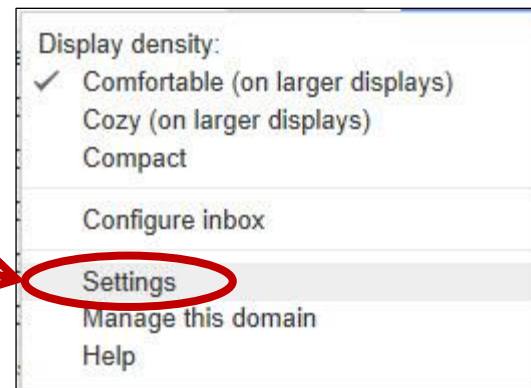 Display density:
✓ Comfortable (on larger displays)
Cozy (on larger displays)
Compact
Configure inbox
Settings
Manage this domain
Help